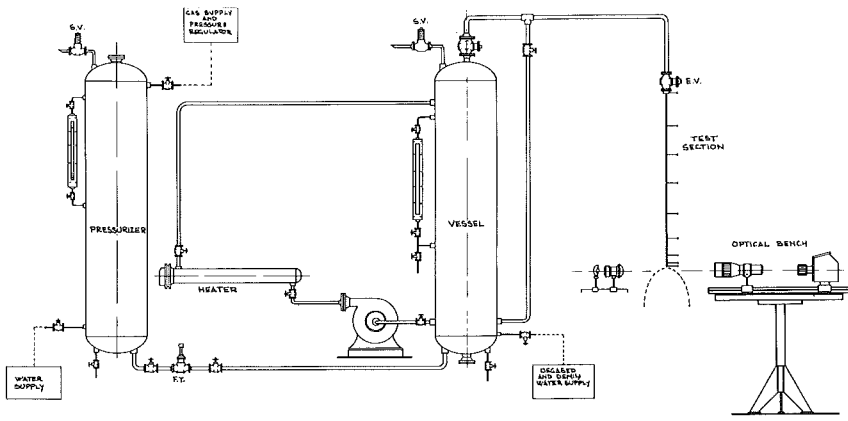 GAS SUPPLY
AND
PRESSURE
REGULATOR
S.V.
S.V.
E.V.
TEST
SECTION
PRESSURIZER
VESSEL
OPTICAL BENCH
HEATER
WATER
SUPPLY
F.T.
DEGASED
AND DEMIN
WATER SUPPLY